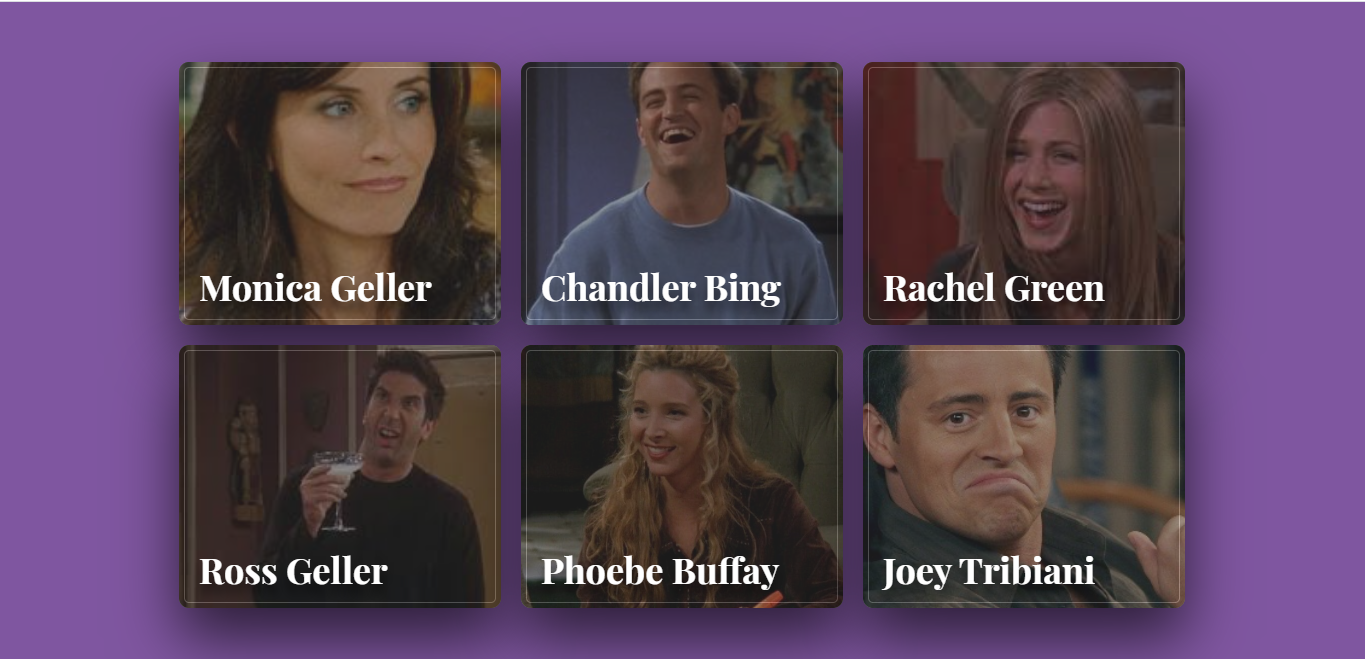 Monica Geller
Chandler Bing
Rachel Green
Ross Geller
Phoebe Buffay
Joey Tribiani